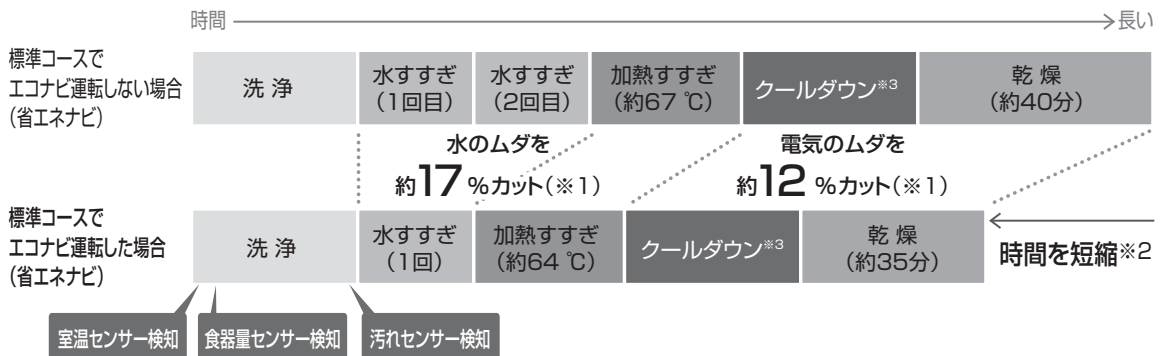 時間 長い
標準コースで
エコナビ運転しない場合
(省エネナビ)
洗 浄
水すすぎ
(1回目)
水すすぎ
(2回目)
加熱すすぎ
(約67 ℃)
クールダウン※3
乾 燥
(約40分)
水のムダを
約17 %カット(※1)
電気のムダを
約12 %カット(※1)
標準コースで
エコナビ運転した場合
(省エネナビ)
洗 浄
水すすぎ
(1回)
加熱すすぎ
(約64 ℃)
クールダウン※3
乾 燥
(約35分)
時間を短縮※2
室温センサー検知
食器量センサー検知
汚れセンサー検知